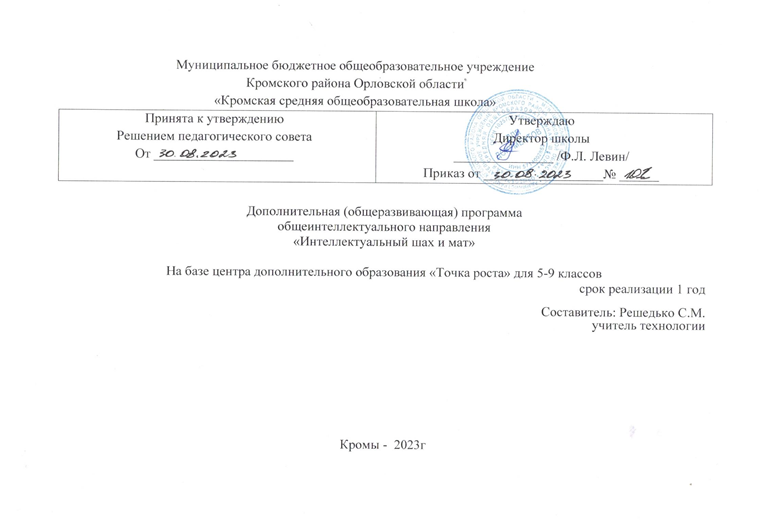 Муниципальное бюджетное общеобразовательное учреждение
Кромского района Орловской области
«Кромская средняя общеобразовательная школа»
Принята к утверждению
Решением педагогического совета
От 30.08.2023
Утверждаю
Директор школы
/Ф.Л. Левин/
Приказ от 30.08.2023 №
Дополнительная (общеразвивающая) программа
общеинтеллектуального направления
«Интеллектуальный шах и мат»
На базе центра дополнительного образования «Точка роста» для 5-9 классов
срок реализации 1 год
Составитель: Решедько С.М.
учитель технологии
Кромы - 2023г